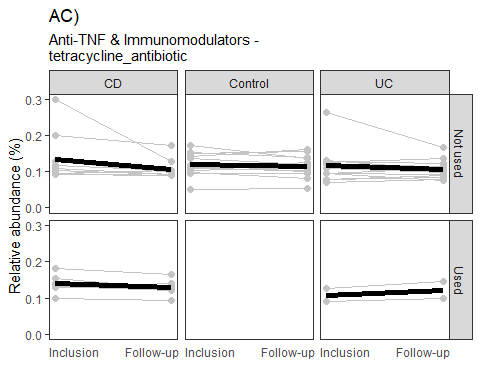 AC)
Anti-TNF & Immunomodulators -
tetracycline_antibiotic
CD
Control
UC
Relative abundance (%)
0.3
0.2
0.1
0.0
Not used
0.3
0.2
0.1
0.0
Used
Inclusion
Follow-up
Inclusion
Follow-up
Inclusion
Follow-up